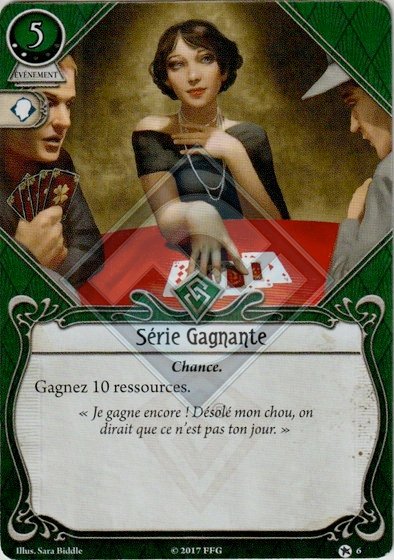 5
ÉVÉNEMENT
Série Gagnante
Chance.
Gagnez 10 ressources.
« Je gagne encore ! Désolé mon chou, on
dirait que ce n'est pas ton jour. »
Illus. Sara Biddle © 2017 FFG 6